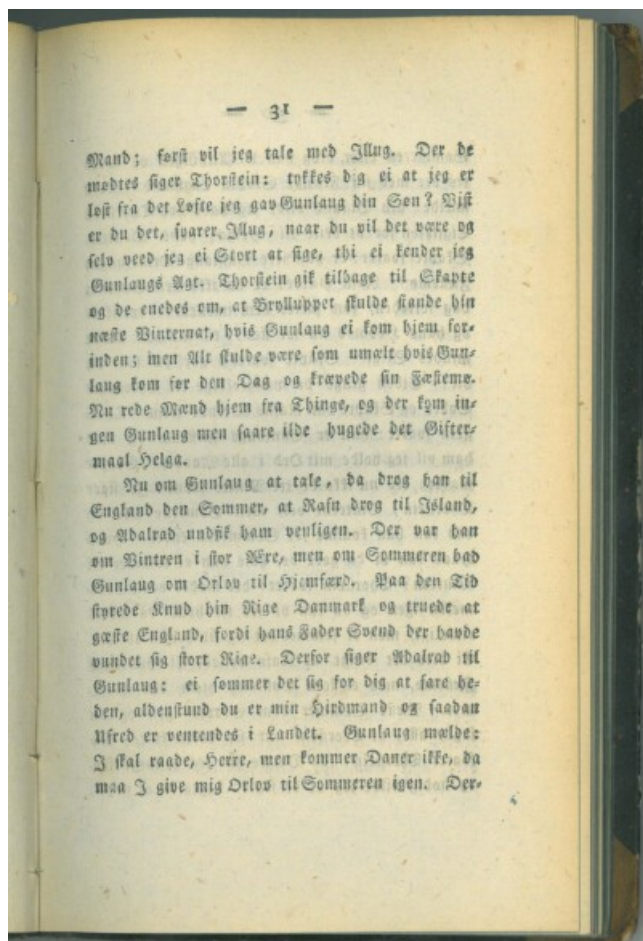 — 31 —
Mand; først vil jeg tale med Illug. Der de
mødtes siger Thorstein: tykkes dig ei at jeg er
løst fra det Løfte jeg gav Gunlaug din Søn? Vist
er du det, svarer Illug, naar du vil det være og
selv veed jeg ei Stort at sige, thi ei kender jeg
Gunlaugs Agt. Thorstein gik tilbage til Skapte
og de enedes om, at Brylluppet skulde stande hin
næste Vinternat, hvis Gunlaug ei kom hjem for-
inden; men Alt skulde være som umælt hvis Gun-
laug kom før den Dag og krævede sin Fæstemø.
Nu rede Mænd hjem fra Thinge, og der kom in-
gen Gunlaug men saare ilde hugede det Gifter-
maal Helga.
Nu om Gunlaug at tale, da drog han til
England den Sommer, at Rafn drog til Island,
og Adalrad undfik ham venligen. Der var han
om Vintren i stor Ære, men om Sommeren bad
Gunlaug om Orlov til Hjemfærd. Paa den Tid
styrede Knud hin Rige Danmark og truede at
gæste England, fordi hans Fader Svend der havde
vundet sig stort Rige. Derfor siger Adalrad til
Gunlaug: ei sømmer det sig for dig at fare he-
den, aldenstund du er min Hirdmand og saadan
Ufred er ventendes i Landet. Gunlaug mælde:
I skal raade, Herre, men kommer Daner ikke, da
maa I give mig Orlov til Sommeren igen. Der-